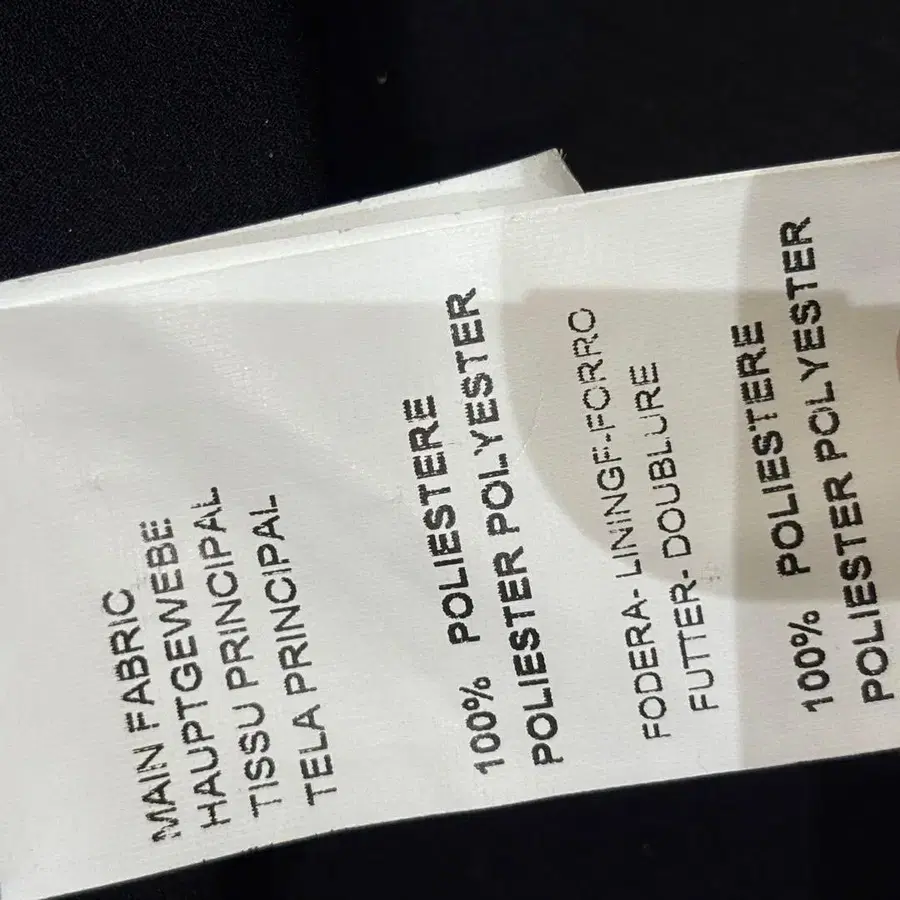 MAIN FABRIC
HAUPTGEWEBE:
TISSU PRINCIPAL
TELA PRINCIPAL
100% POLIESTERE
POLIESTER POLYESTER
FODERA- LININGF-FORRO
FUTTER- DOUBLURE
100% POLIESTERE
POLIESTER POLYESTER